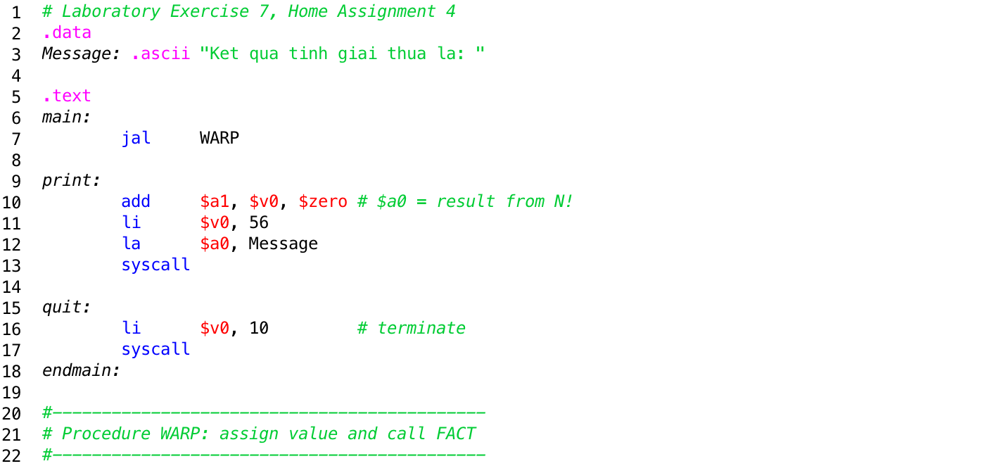 1 # Laboratory Exercise 7, Home Assignment 4
2 .data
3 Message: .ascii "Ket qua tinh giai thua la: "
4
5 .text
6 main:
7 jal WARP
8
9 print:
10 add $a1, $v0, $zero # $a0 = result from N!
11 li $v0, 56
12 la $a0, Message
13 syscall
14
15 quit:
16 li $v0, 10 # terminate
17 syscall
18 endmain:
19
20 #--------------------------------------------
21 # Procedure WARP: assign value and call FACT
22 #--------------------------------------------